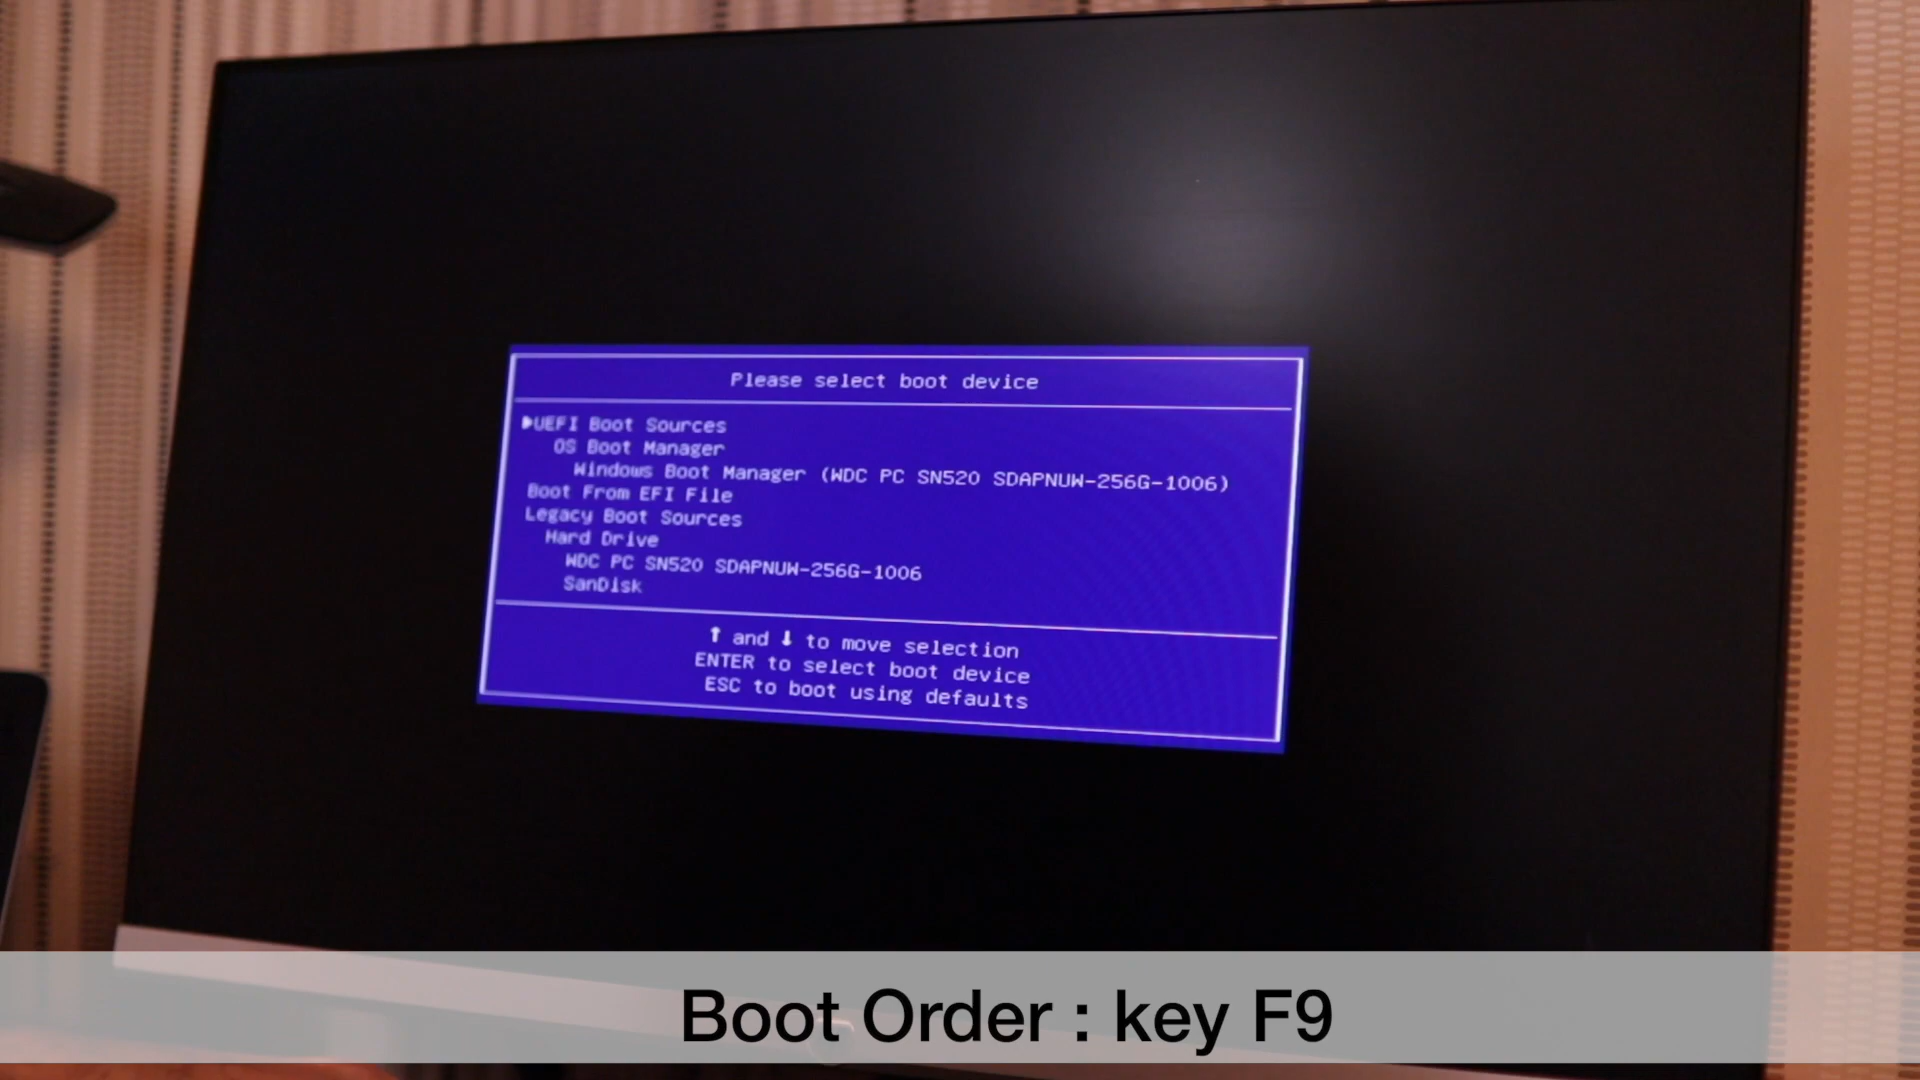 Please select boot device
UEFI Boot Sources
OS Boot Manager
Windows Boot Manager (WDC PC SN520 SDAPNUW-256G-1006)
Boot From EFI File
Legacy Boot Sources
Hard Drive
WDC PC SN520 SDAPNUW-256G-1006
SanDisk
↑ and ↓ to move selection
ENTER to select boot device
ESC to boot using defaults
Boot Order : key F9